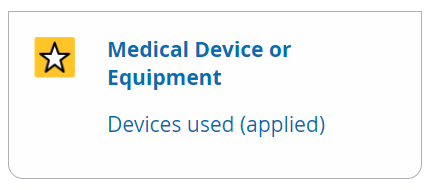 Medical Device or
Equipment
Devices used (applied)